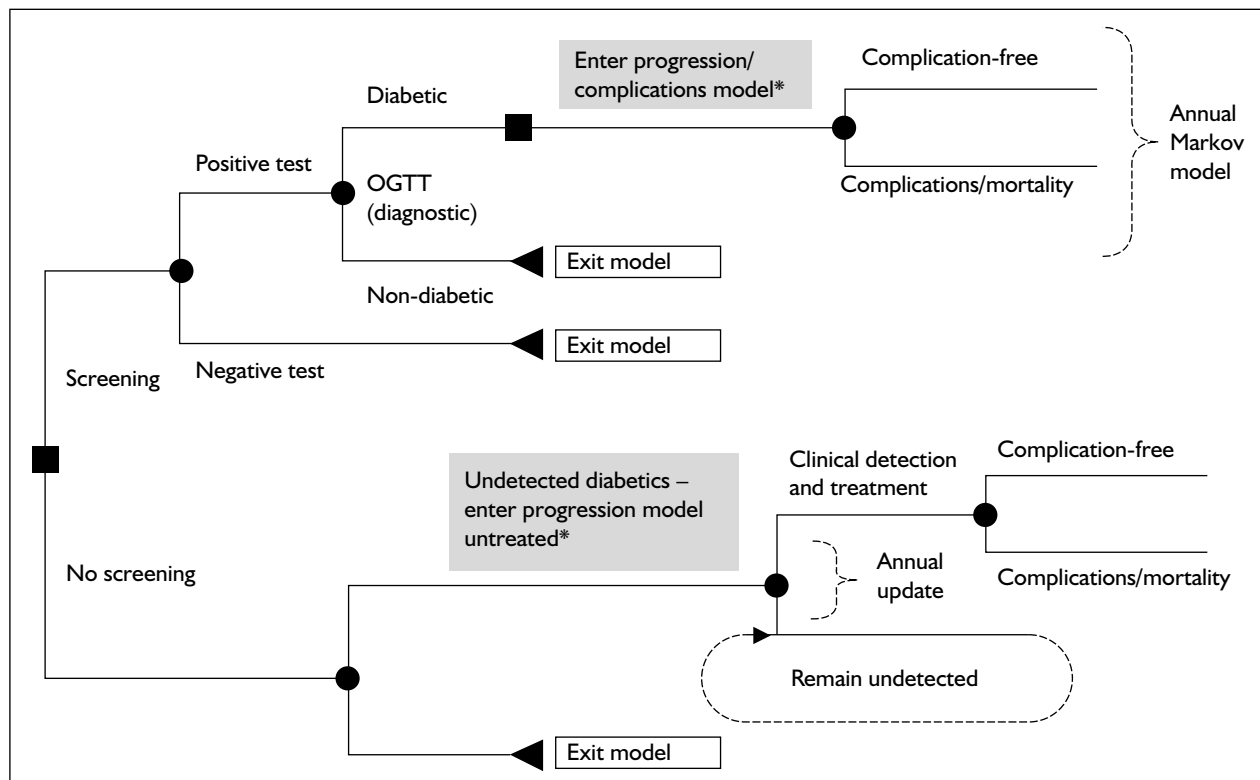 Enter progression/
complications model*
Complication-free
Diabetic
Annual
Markov
model
Positive test
OGTT
(diagnostic)
Complications/mortality
Exit model
Non-diabetic
Exit model
Negative test
Screening
Undetected diabetics –
enter progression model
untreated*
Clinical detection
and treatment
Complication-free
No screening
Annual
update
Complications/mortality
Remain undetected
Exit model